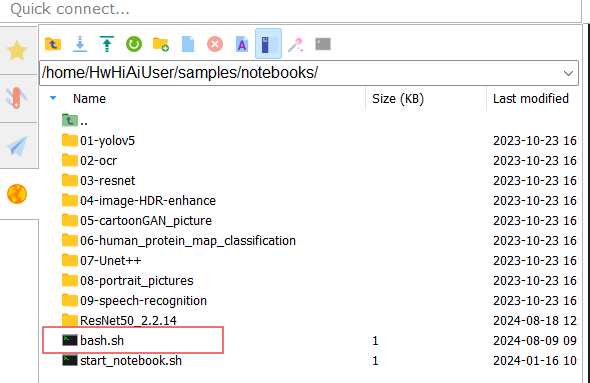 Quick connect...
/home/HwHiAiUser/samples/notebooks/
Name Size (KB) Last modified
..
01-yolov5 2023-10-23 16
02-ocr 2023-10-23 16
03-resnet 2023-10-23 16
04-image-HDR-enhance 2023-10-23 16
05-cartoonGAN_picture 2023-10-23 16
06-human_protein_map_classification 2023-10-23 16
07-Unet++ 2023-10-23 16
08-portrait_pictures 2023-10-23 16
09-speech-recognition 2023-10-23 16
ResNet50_2.2.14 2024-08-18 12
bash.sh 1 2024-08-09 09
start_notebook.sh 1 2024-01-16 10